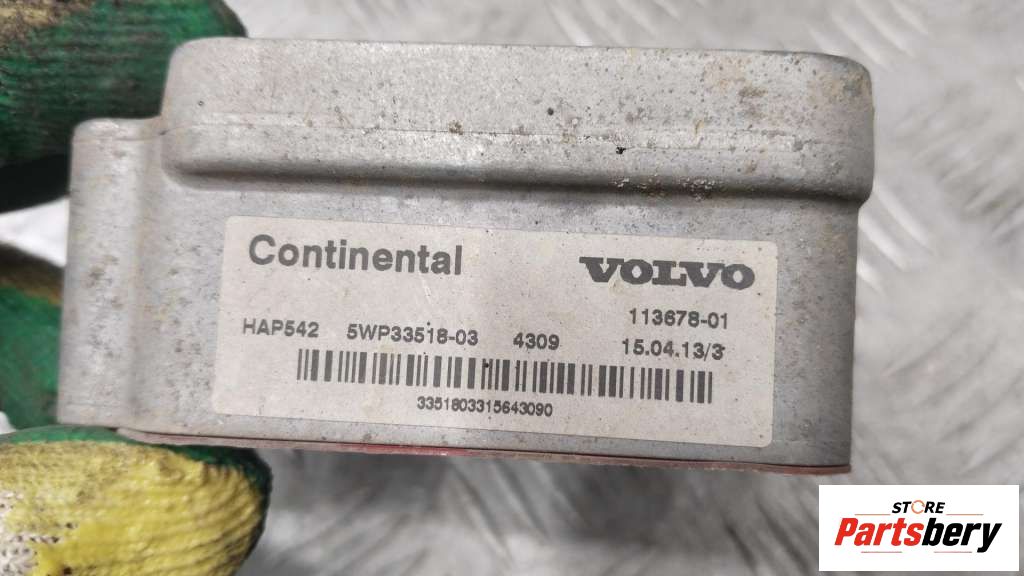 Continental VOLVO
113678-01
HAP542 5WP33518-03 4309 15.04.13/3
3351803315643090
STORE
Partsbery